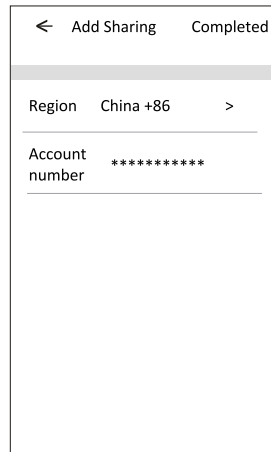 ← Add Sharing Completed
Region China +86 >
Account
number ***********